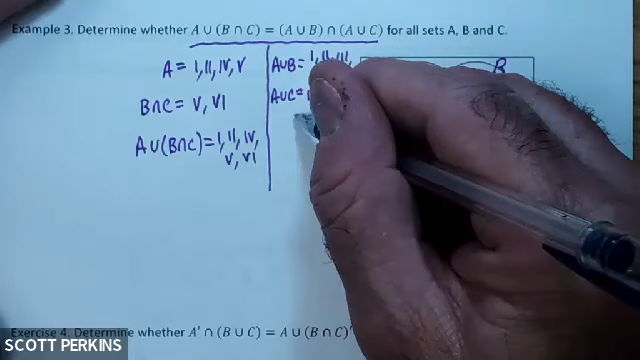 Example 3. Determine whether A ∪ (B ∩ C) = (A ∪ B) ∩ (A ∪ C) for all sets A, B and C.
A = I, II, IV, V
B∩C = V, VI
A∪(B∩C) = I, II, IV,
V, VI
A∪B = I, II, III,
A∪C =
B
Exercise 4. Determine whether A′ ∩ (B ∪ C) = A ∪ (B ∩ C)′
SCOTT PERKINS